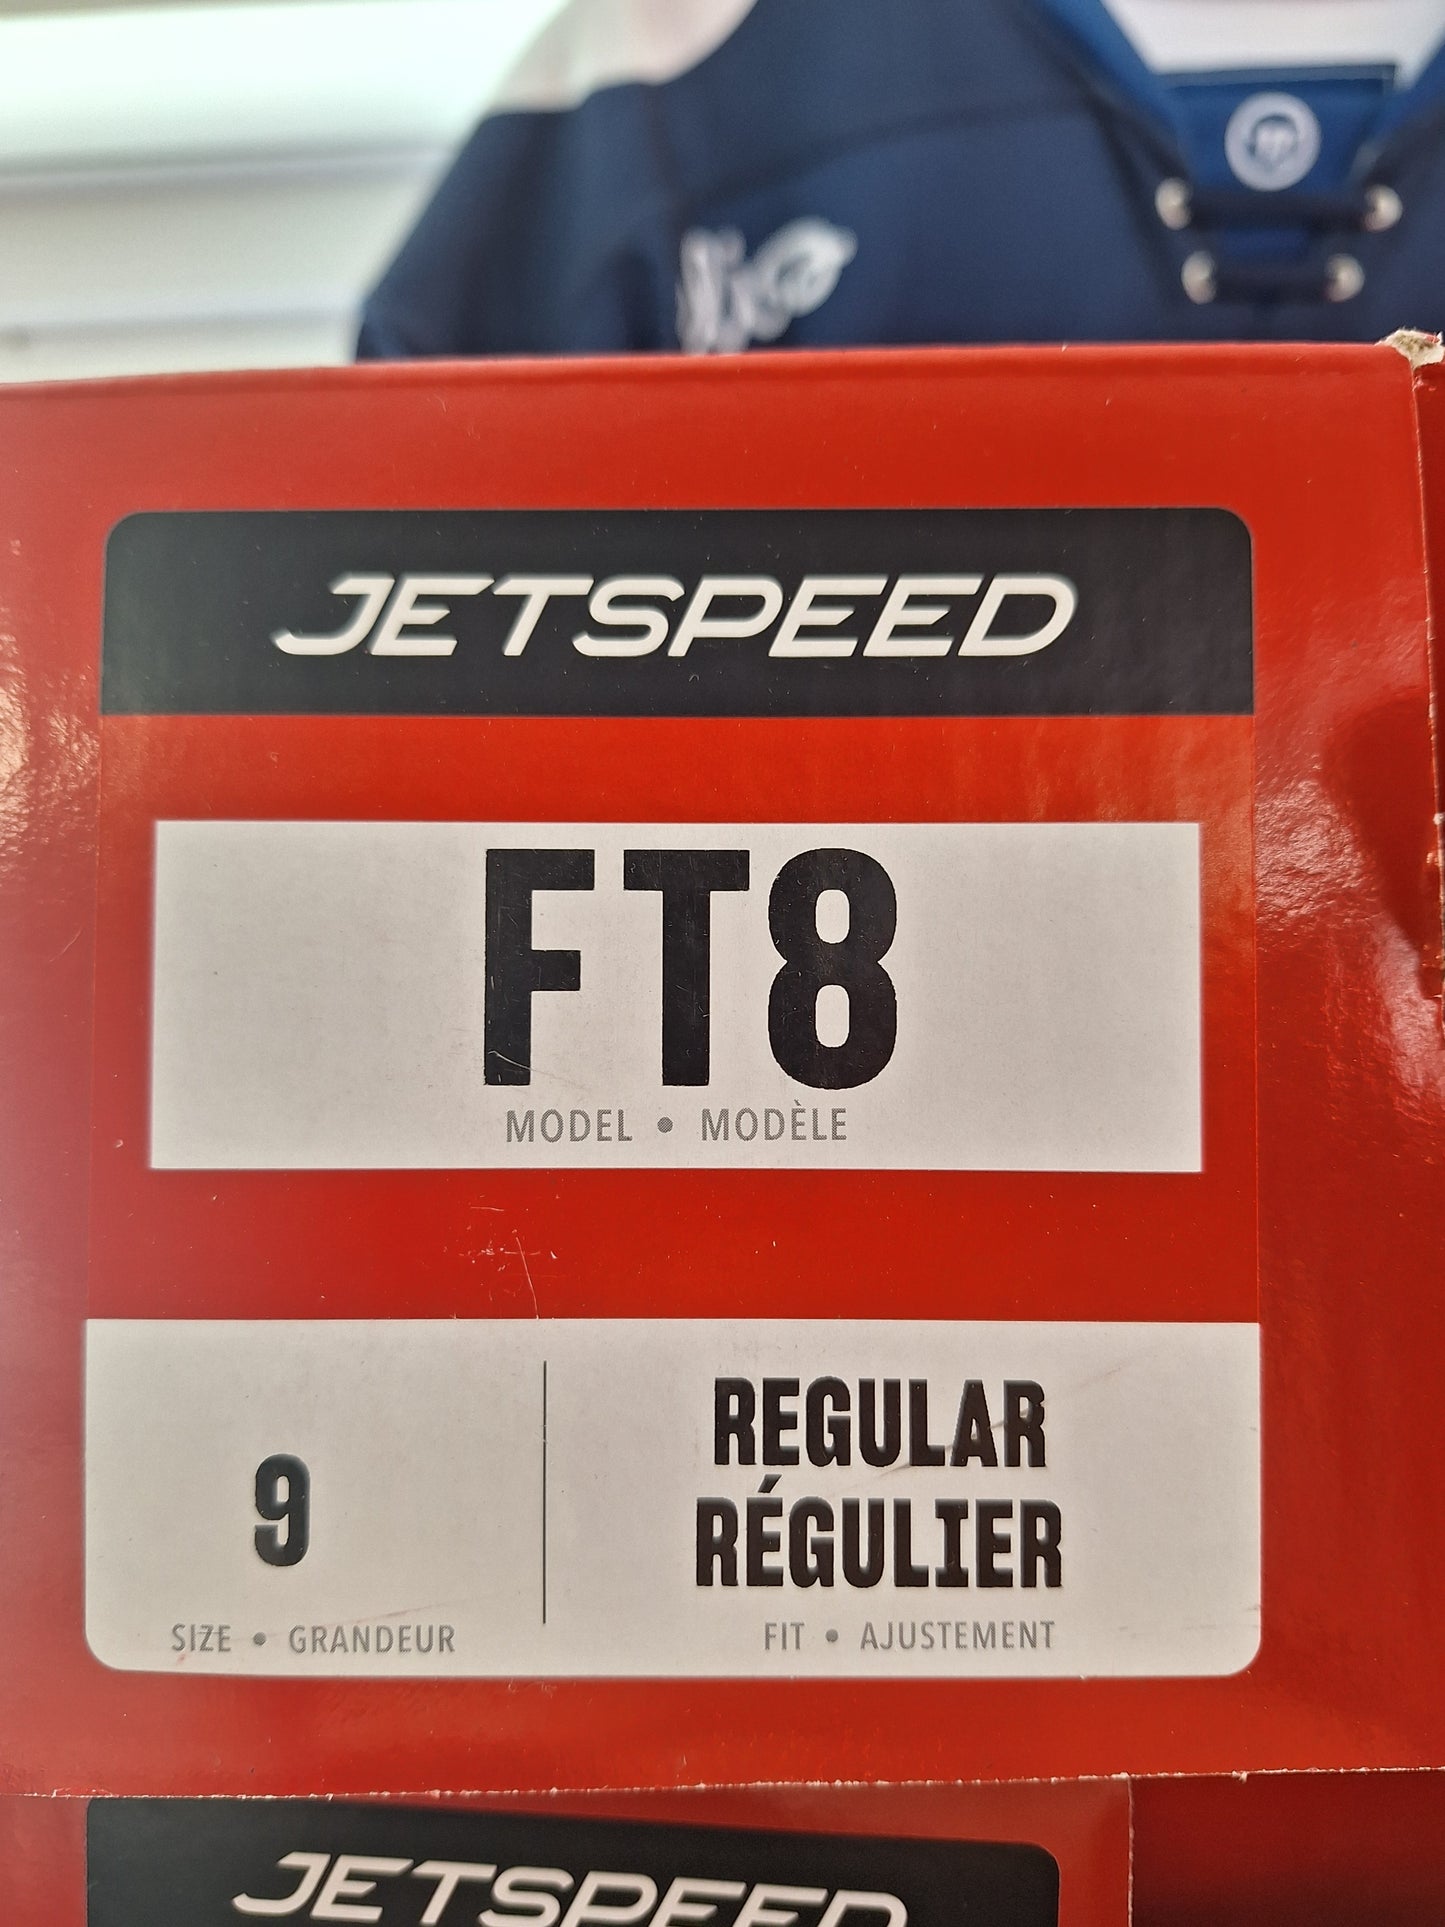 JETSPEED
FT8
MODEL • MODÈLE
9
SIZE • GRANDEUR
REGULAR
RÉGULIER
FIT • AJUSTEMENT
JETSPEED